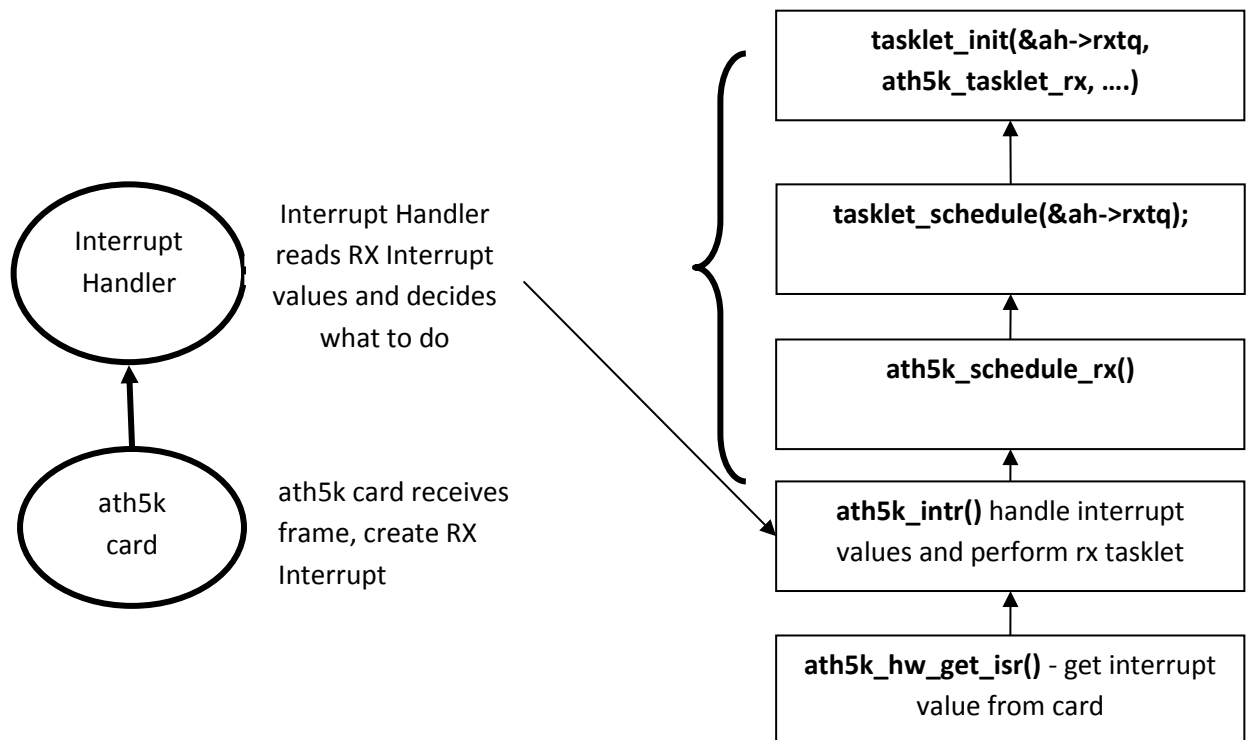 tasklet_init(&ah->rxtq,
ath5k_tasklet_rx, ....)
Interrupt
Handler
Interrupt Handler
reads RX Interrupt
values and decides
what to do
tasklet_schedule(&ah->rxtq);
ath5k_schedule_rx()
ath5k
card
ath5k card receives
frame, create RX
Interrupt
ath5k_intr() handle interrupt
values and perform rx tasklet
ath5k_hw_get_isr() - get interrupt
value from card